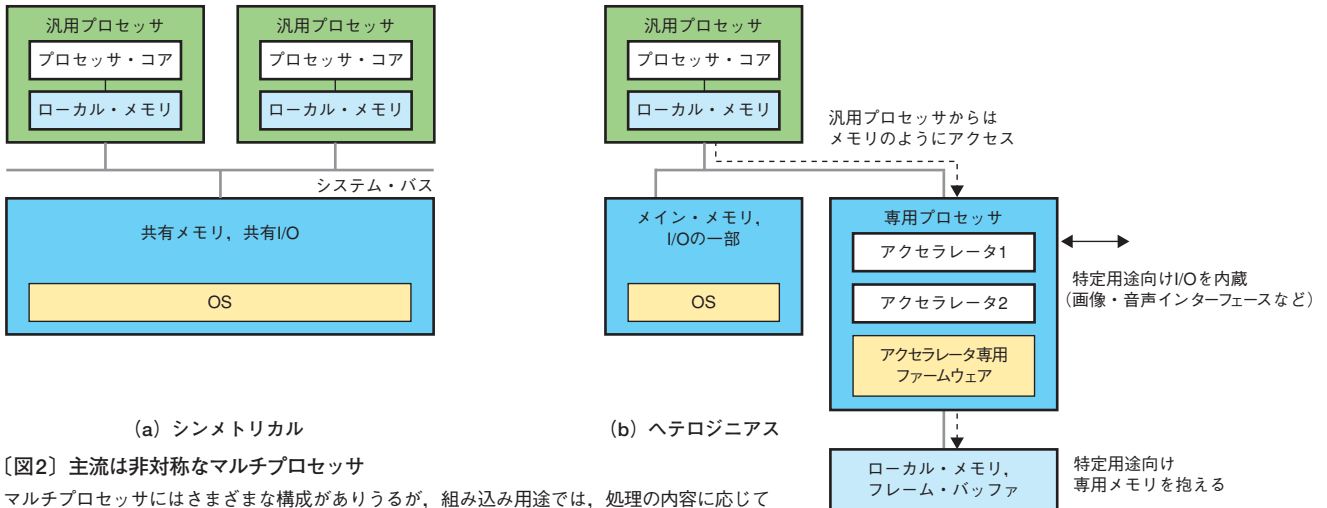 汎用プロセッサ
プロセッサ・コア
ローカル・メモリ
汎用プロセッサ
プロセッサ・コア
ローカル・メモリ
システム・バス
共有メモリ，共有I/O
OS
(a) シンメトリカル
汎用プロセッサ
プロセッサ・コア
ローカル・メモリ
汎用プロセッサからは
メモリのようにアクセス
メイン・メモリ，
I/Oの一部
OS
専用プロセッサ
アクセラレータ1
アクセラレータ2
アクセラレータ専用
ファームウェア
特定用途向けI/Oを内蔵
（画像・音声インターフェースなど）
(b) ヘテロジニアス
ローカル・メモリ，
フレーム・バッファ
特定用途向け
専用メモリを抱える
〔図2〕主流は非対称なマルチプロセッサ
マルチプロセッサにはさまざまな構成がありうるが，組み込み用途では，処理の内容に応じて